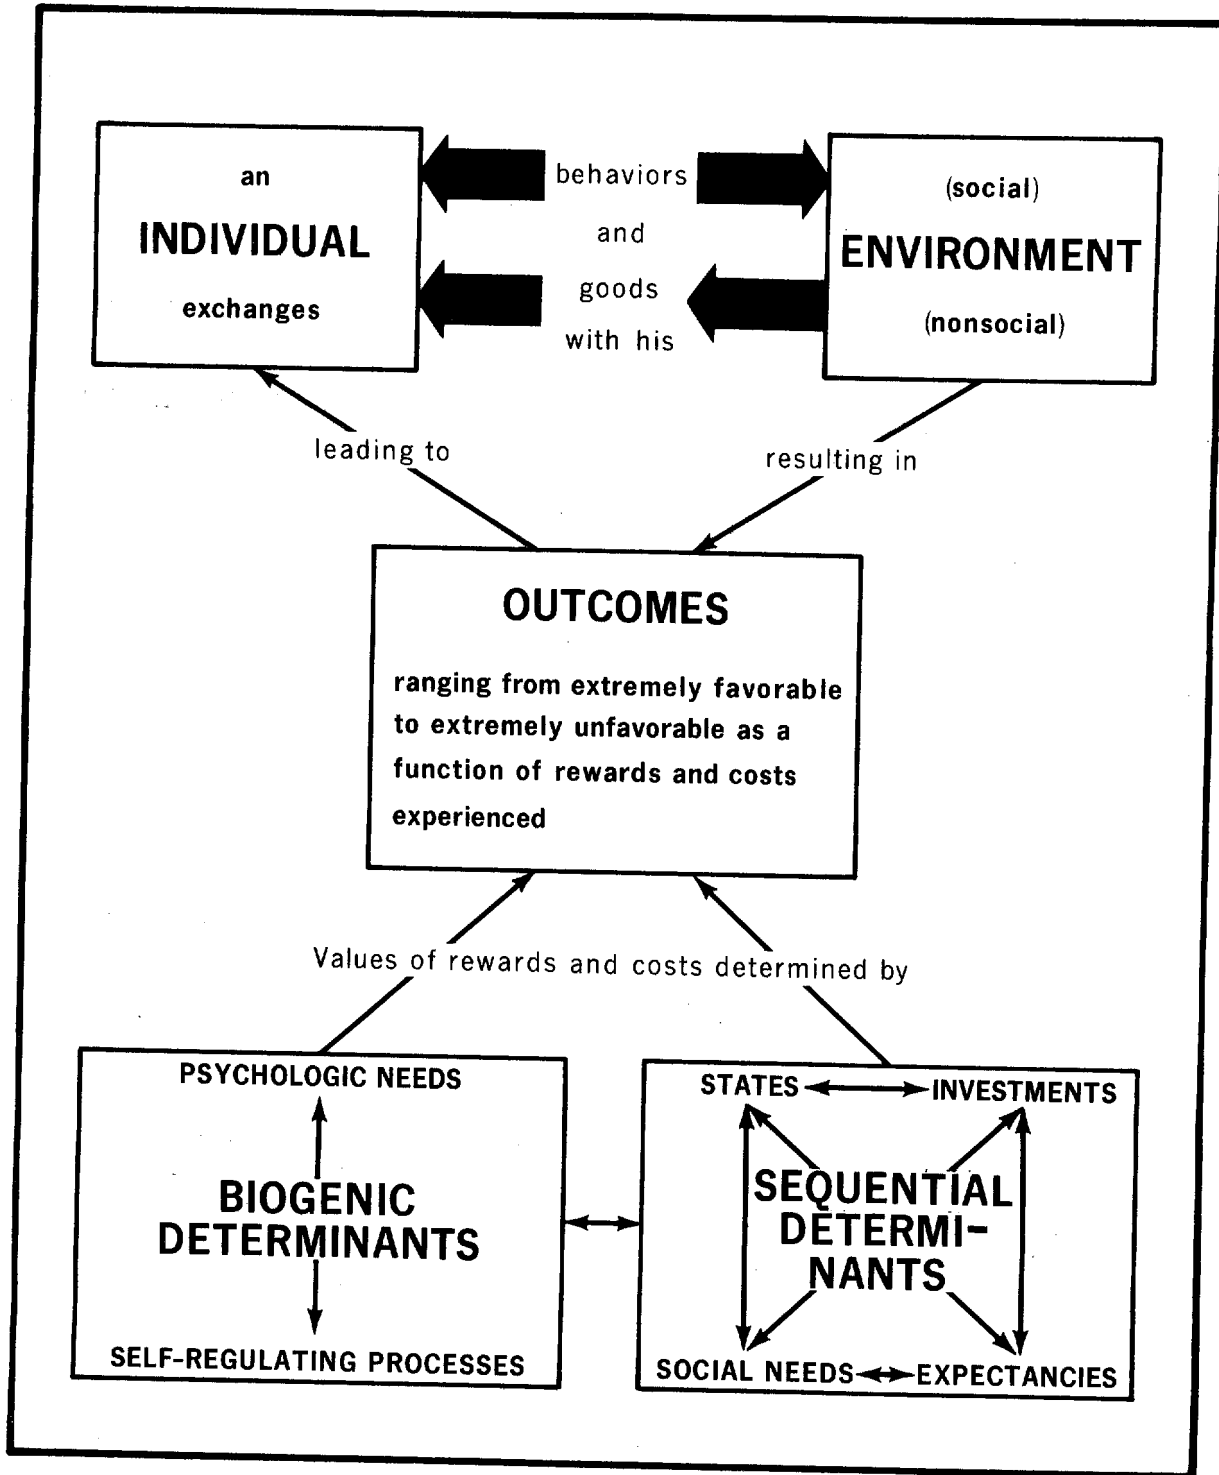 an
INDIVIDUAL
exchanges
behaviors
and
goods
with his
(social)
ENVIRONMENT
(nonsocial)
leading to
resulting in
OUTCOMES
ranging from extremely favorable
to extremely unfavorable as a
function of rewards and costs
experienced
Values of rewards and costs determined by
PSYCHOLOGIC NEEDS
BIOGENIC
DETERMINANTS
SELF-REGULATING PROCESSES
STATES
INVESTMENTS
SEQUENTIAL
DETERMI-
NANTS
SOCIAL NEEDS
EXPECTANCIES